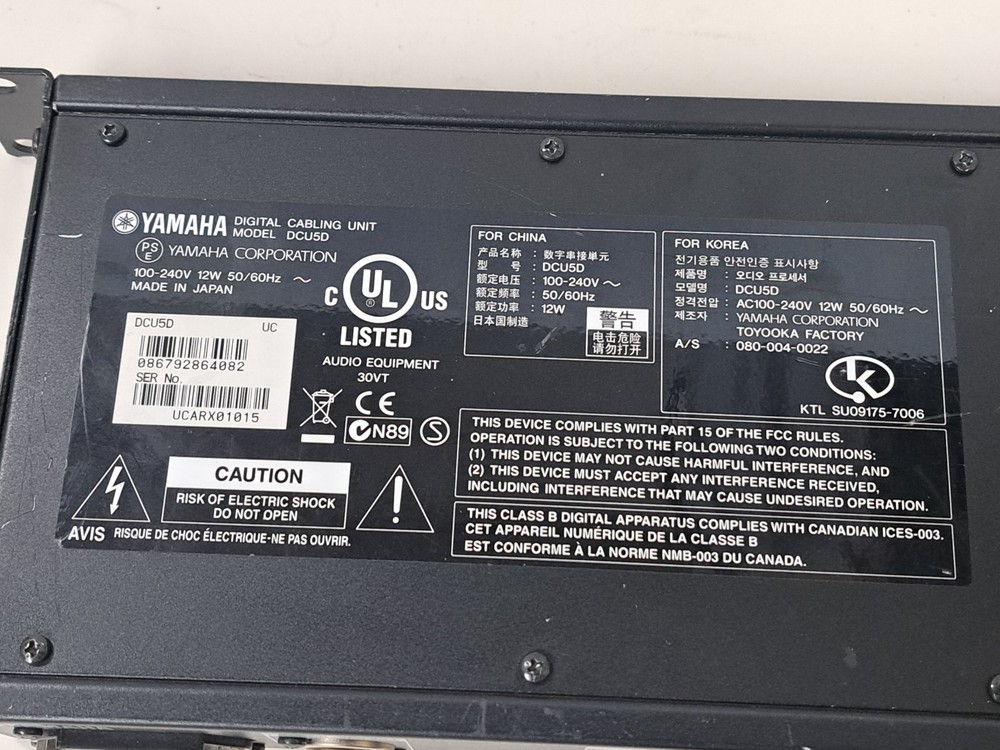 YAMAHA DIGITAL CABLING UNIT
MODEL DCU5D
PS E YAMAHA CORPORATION
100-240V 12W 50/60Hz ～
MADE IN JAPAN
C UL ® US
LISTED
AUDIO EQUIPMENT
30VT
DCU5D UC
086792864082
SER No.
UCARX01015
CE
N89 S
CAUTION
RISK OF ELECTRIC SHOCK
DO NOT OPEN
AVIS RISQUE DE CHOC ÉLECTRIQUE-NE PAS OUVRIR.
FOR CHINA
产品名称 : 数字串接単元
型 号 : DCU5D
额定电压 : 100-240V ～
额定频率 : 50/60Hz
额定功率 : 12W
日本国制造
警告
电击危险
请勿打开
FOR KOREA
전기용품 안전인증 표시사항
제품명 : 오디오 프로세서
모델명 : DCU5D
정격전압 : AC100-240V 12W 50/60Hz ～
제조자 : YAMAHA CORPORATION
TOYOOKA FACTORY
A/S : 080-004-0022
K
KTL SU09175-7006
THIS DEVICE COMPLIES WITH PART 15 OF THE FCC RULES.
OPERATION IS SUBJECT TO THE FOLLOWING TWO CONDITIONS:
(1) THIS DEVICE MAY NOT CAUSE HARMFUL INTERFERENCE, AND
(2) THIS DEVICE MUST ACCEPT ANY INTERFERENCE RECEIVED,
INCLUDING INTERFERENCE THAT MAY CAUSE UNDESIRED OPERATION.
THIS CLASS B DIGITAL APPARATUS COMPLIES WITH CANADIAN ICES-003.
CET APPAREIL NUMÉRIQUE DE LA CLASSE B
EST CONFORME À LA NORME NMB-003 DU CANADA.